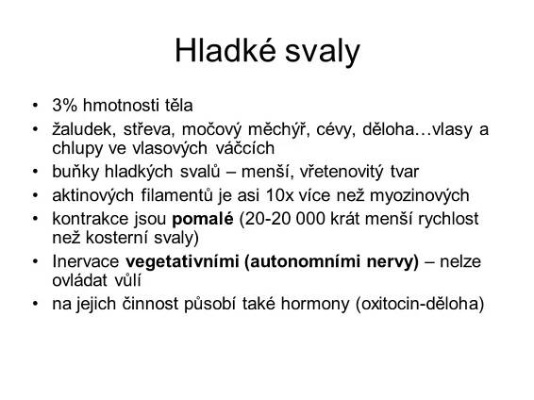 Hladké svaly
• 3% hmotnosti těla
• žaludek, střeva, močový měchýř, cévy, děloha…vlasy a
chlupy ve vlasových váčcích
• buňky hladkých svalů – menší, vřetenovitý tvar
• aktinových filamentů je asi 10x více než myozinových
• kontrakce jsou pomalé (20-20 000 krát menší rychlost
než kosterní svaly)
• Inervace vegetativními (autonomními nervy) – nelze
ovládat vůlí
• na jejich činnost působí také hormony (oxitocin-děloha)